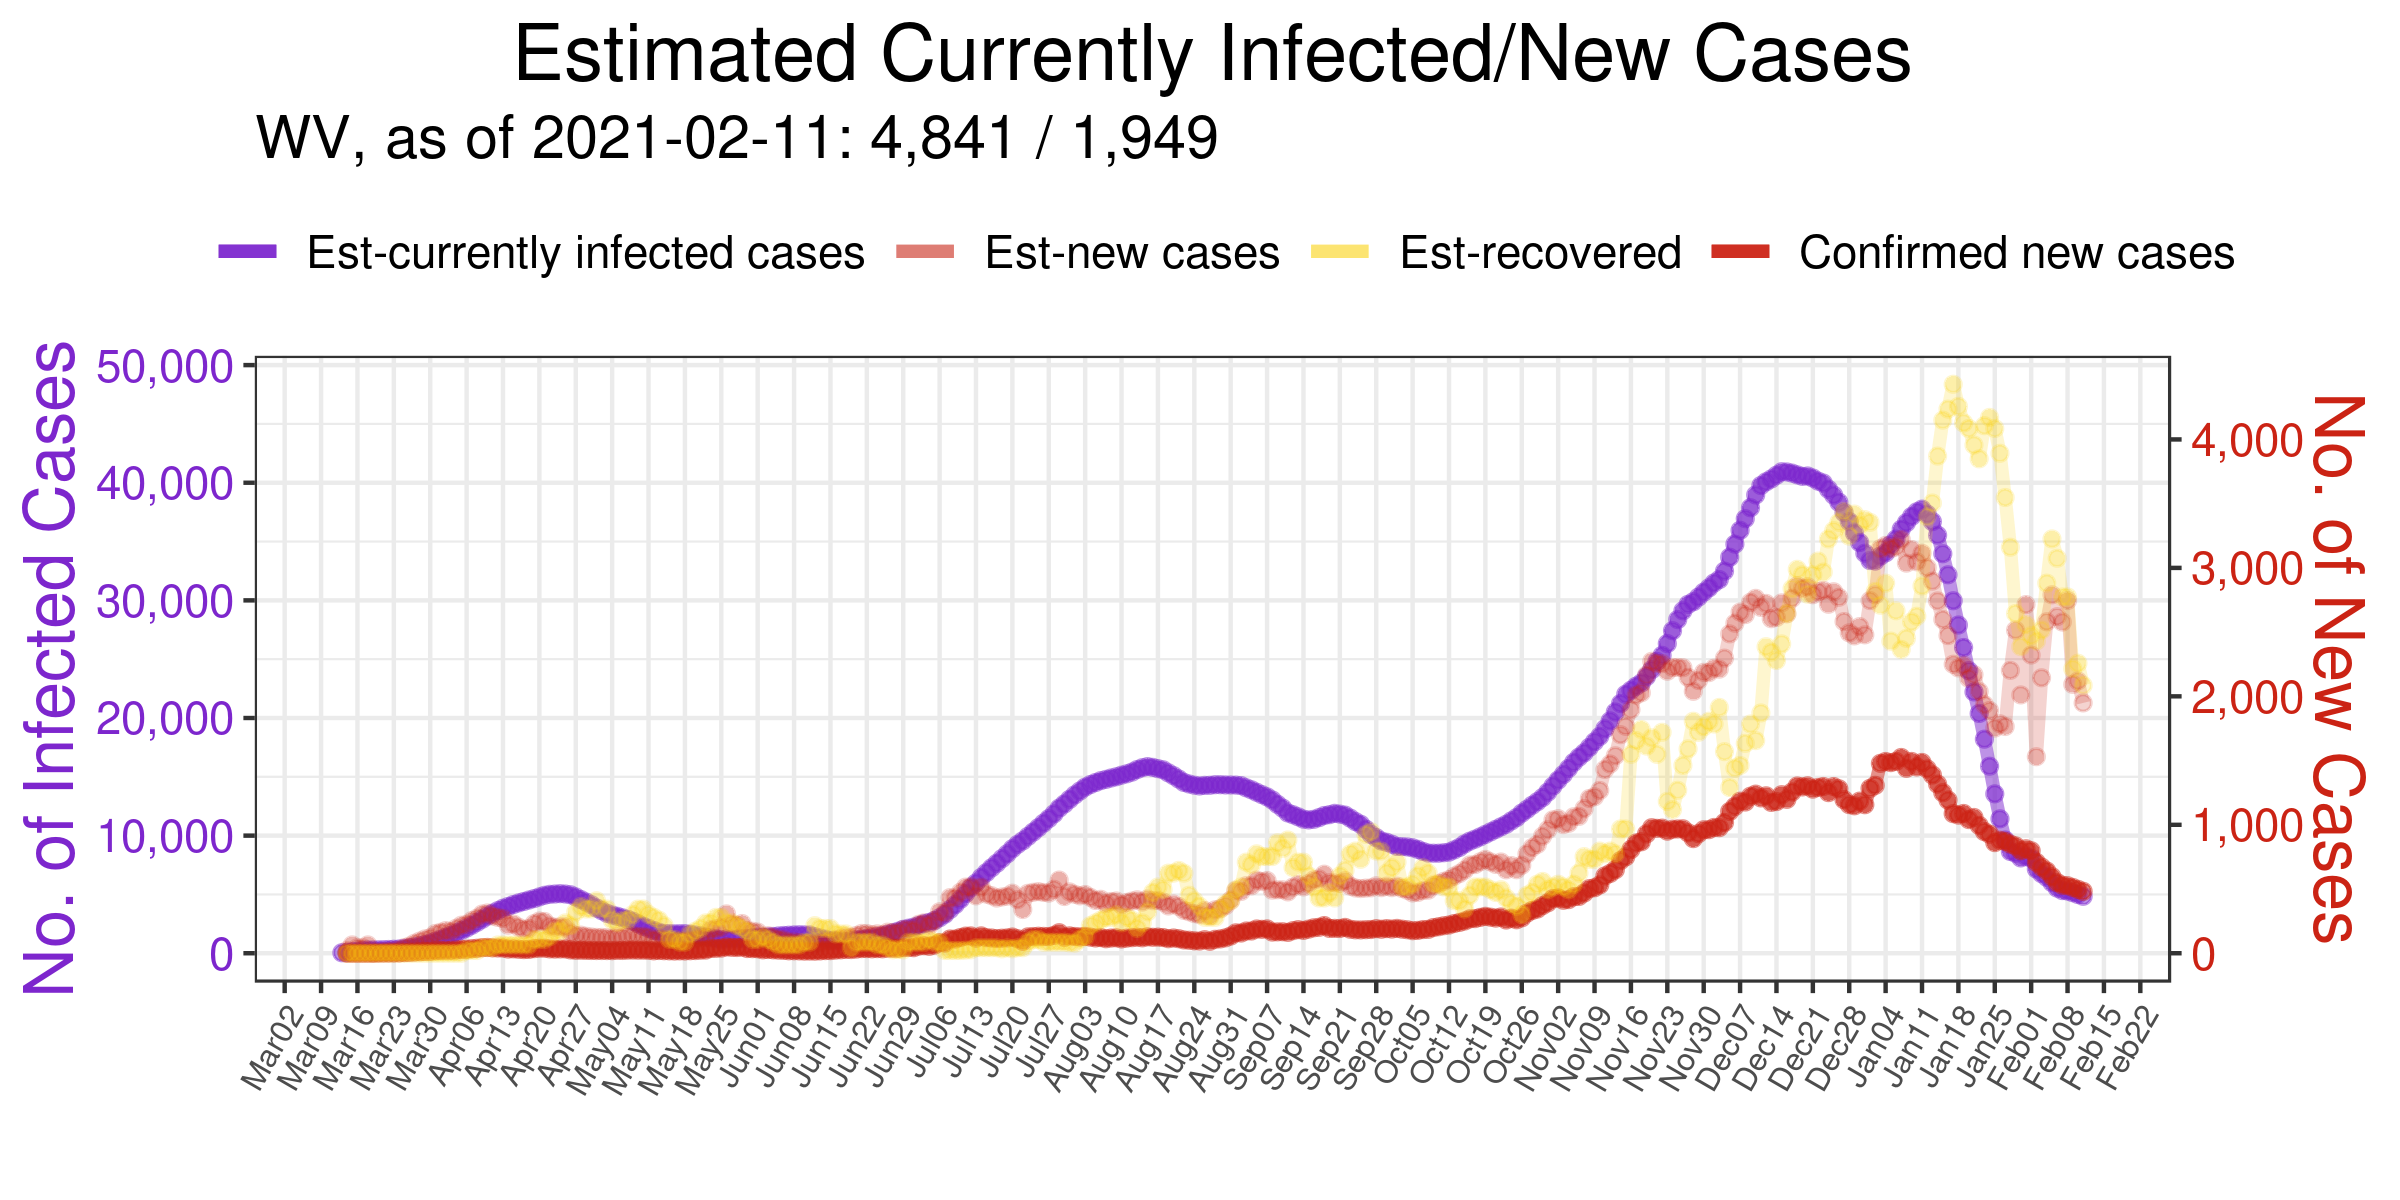 Estimated Currently Infected/New Cases
WV, as of 2021-02-11: 4,841 / 1,949
Est-currently infected cases Est-new cases Est-recovered Confirmed new cases
No. of Infected Cases
50,000
40,000
30,000
20,000
10,000
0
No. of New Cases
4,000
3,000
2,000
1,000
0
Mar02 Mar09 Mar16 Mar23 Mar30 Apr06 Apr13 Apr20 Apr27 May04 May11 May18 May25 Jun01 Jun08 Jun15 Jun22 Jun29 Jul06 Jul13 Jul20 Jul27 Aug03 Aug10 Aug17 Aug24 Aug31 Sep07 Sep14 Sep21 Sep28 Oct05 Oct12 Oct19 Oct26 Nov02 Nov09 Nov16 Nov23 Nov30 Dec07 Dec14 Dec21 Dec28 Jan04 Jan11 Jan18 Jan25 Feb01 Feb08 Feb15 Feb22